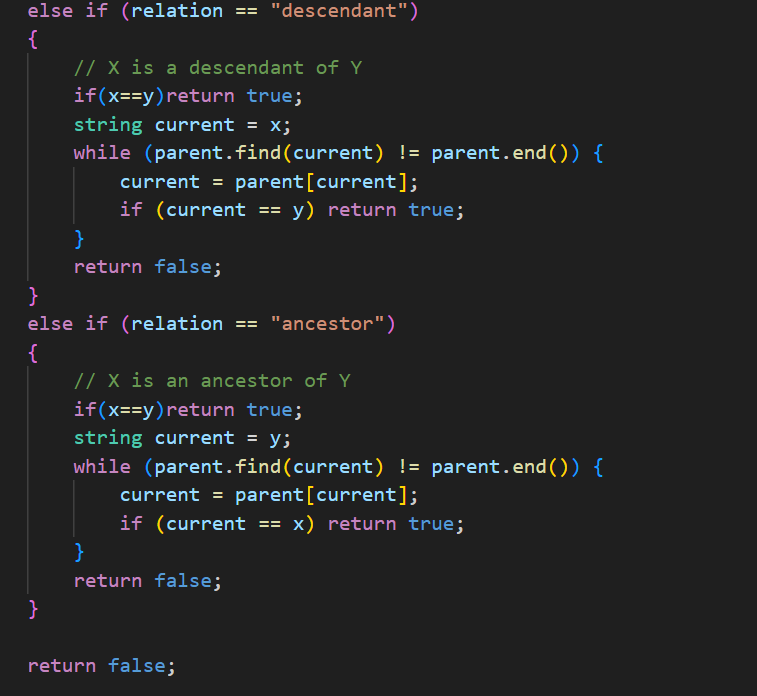 else if (relation == "descendant")
{
    // X is a descendant of Y
    if(x==y)return true;
    string current = x;
    while (parent.find(current) != parent.end()) {
        current = parent[current];
        if (current == y) return true;
    }
    return false;
}
else if (relation == "ancestor")
{
    // X is an ancestor of Y
    if(x==y)return true;
    string current = y;
    while (parent.find(current) != parent.end()) {
        current = parent[current];
        if (current == x) return true;
    }
    return false;
}

return false;